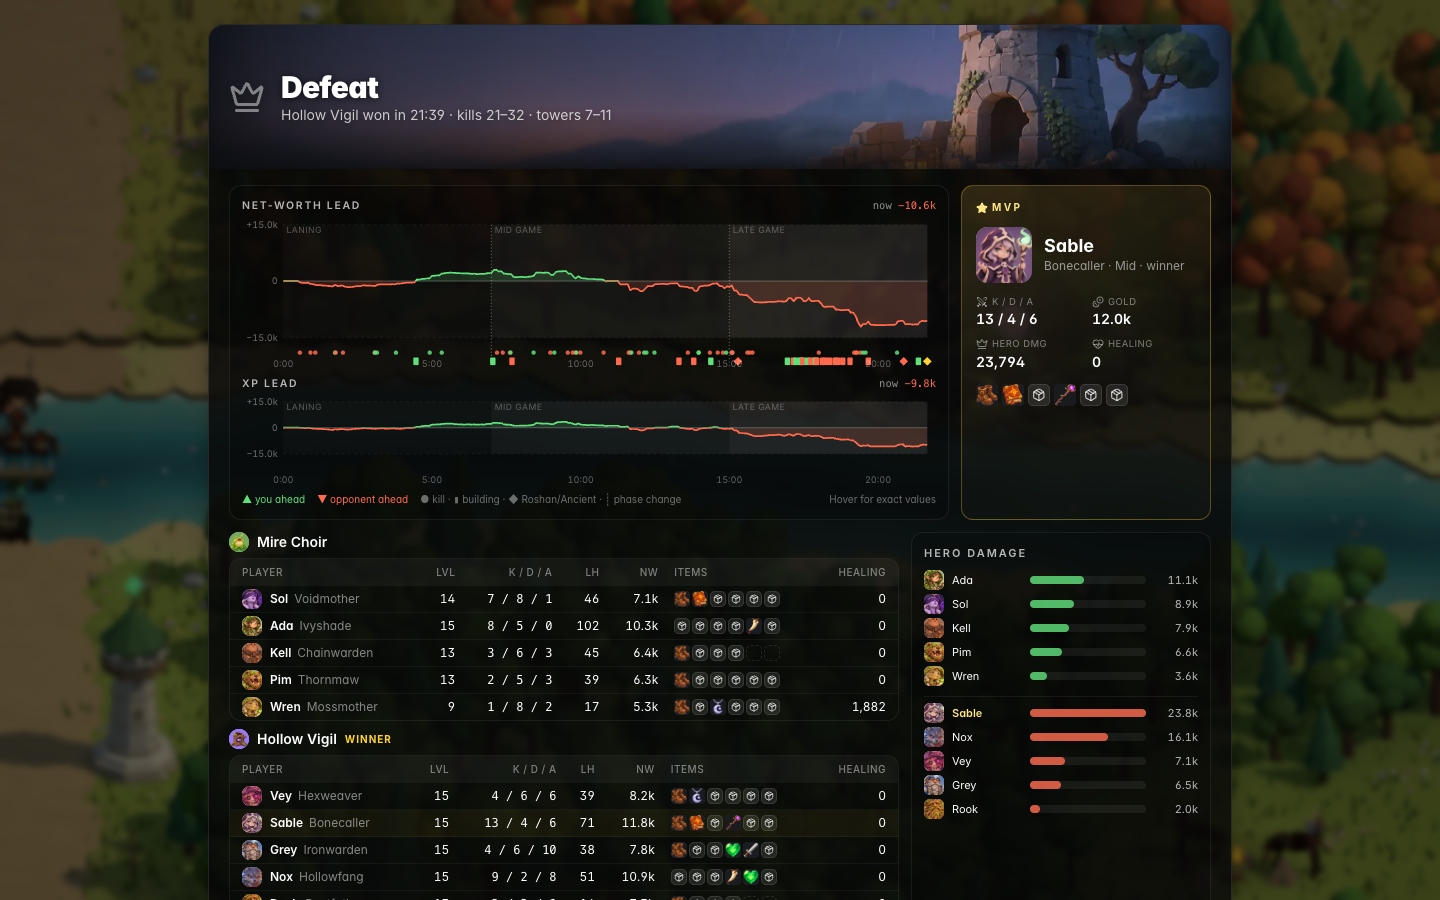 Defeat
Hollow Vigil won in 21:39 · kills 21–32 · towers 7–11
NET-WORTH LEAD
now −10.6k
+15.0k
LANING
MID GAME
LATE GAME
0
−15.0k
0:00
5:00
10:00
15:00
20:00
XP LEAD
now −9.8k
+15.0k
LANING
MID GAME
LATE GAME
0
−15.0k
0:00
5:00
10:00
15:00
20:00
you ahead
opponent ahead
kill · building · Roshan/Ancient · phase change
Hover for exact values
MVP
Sable
Bonecaller · Mid · winner
K / D / A
GOLD
13 / 4 / 6
12.0k
HERO DMG
HEALING
23,794
0
Mire Choir
PLAYER LVL K / D / A LH NW ITEMS HEALING
Sol Voidmother 14 7 / 8 / 1 46 7.1k 0
Ada Ivyshade 15 8 / 5 / 0 102 10.3k 0
Kell Chainwarden 13 3 / 6 / 3 45 6.4k 0
Pim Thornmaw 13 2 / 5 / 3 39 6.3k 0
Wren Mossmother 9 1 / 8 / 2 17 5.3k 1,882
Hollow Vigil WINNER
PLAYER LVL K / D / A LH NW ITEMS HEALING
Vey Hexweaver 15 4 / 6 / 6 39 8.2k 0
Sable Bonecaller 15 13 / 4 / 6 71 11.8k 0
Grey Ironwarden 15 4 / 6 / 10 38 7.8k 0
Nox Hollowfang 15 9 / 2 / 8 51 10.9k 0
HERO DAMAGE
Ada 11.1k
Sol 8.9k
Kell 7.9k
Pim 6.6k
Wren 3.6k
Sable 23.8k
Nox 16.1k
Vey 7.1k
Grey 6.5k
Rook 2.0k